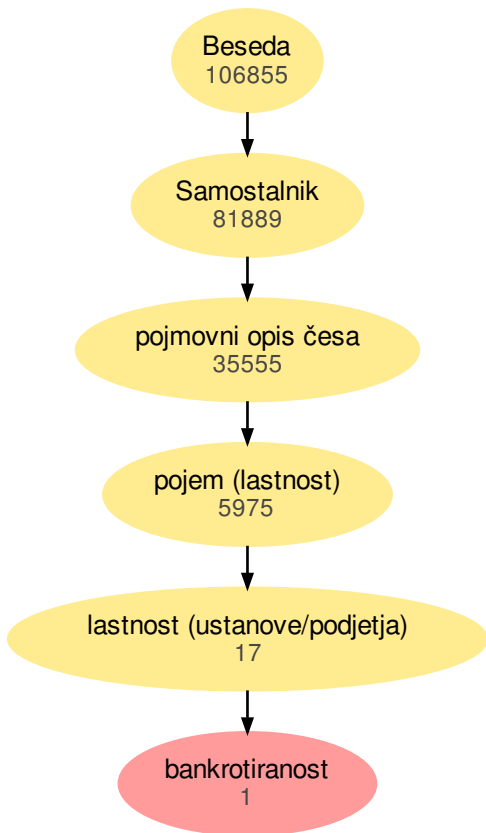 Beseda
106855
Samostalnik
81889
pojmovni opis česa
35555
pojem (lastnost)
5975
lastnost (ustanove/podjetja)
17
bankrotiranost
1